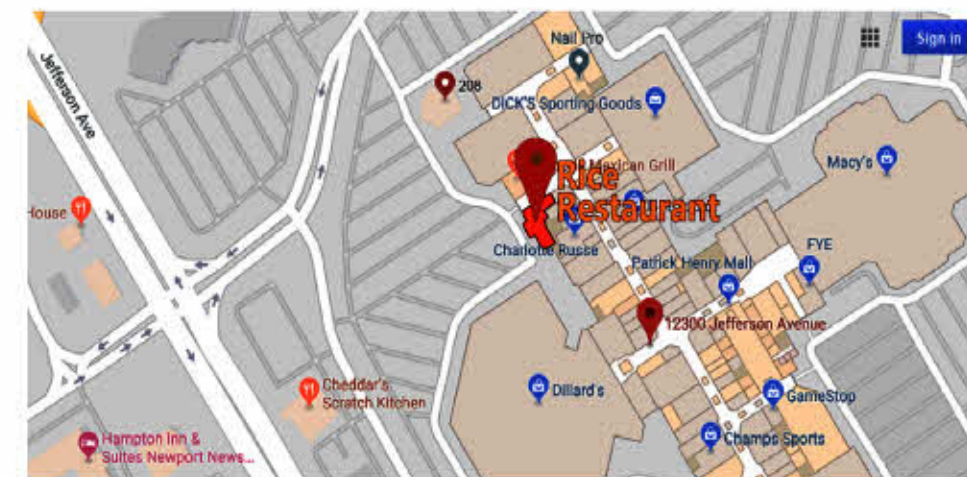 Jefferson Ave
Nail Pro
Sign in
208
DICK'S Sporting Goods
Macy's
Mexican Grill
Rice
Restaurant
House
Charlotte Russe
Patrick Henry Mall
FYE
12300 Jefferson Avenue
Cheddar's
Scratch Kitchen
Dillard's
GameStop
Hampton Inn &
Suites Newport News...
Champs Sports